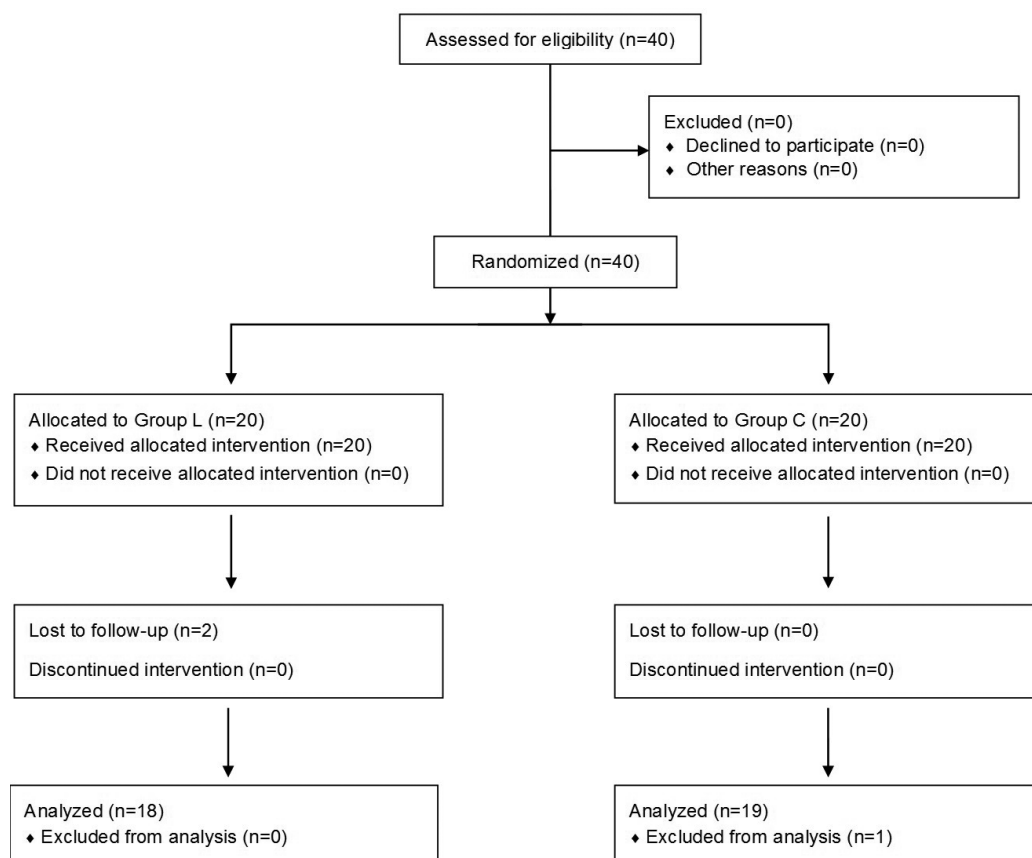 Assessed for eligibility (n=40)
Excluded (n=0)
♦ Declined to participate (n=0)
♦ Other reasons (n=0)
Randomized (n=40)
Allocated to Group L (n=20)
♦ Received allocated intervention (n=20)
♦ Did not receive allocated intervention (n=0)
Allocated to Group C (n=20)
♦ Received allocated intervention (n=20)
♦ Did not receive allocated intervention (n=0)
Lost to follow-up (n=2)
Discontinued intervention (n=0)
Lost to follow-up (n=0)
Discontinued intervention (n=0)
Analyzed (n=18)
♦ Excluded from analysis (n=0)
Analyzed (n=19)
♦ Excluded from analysis (n=1)